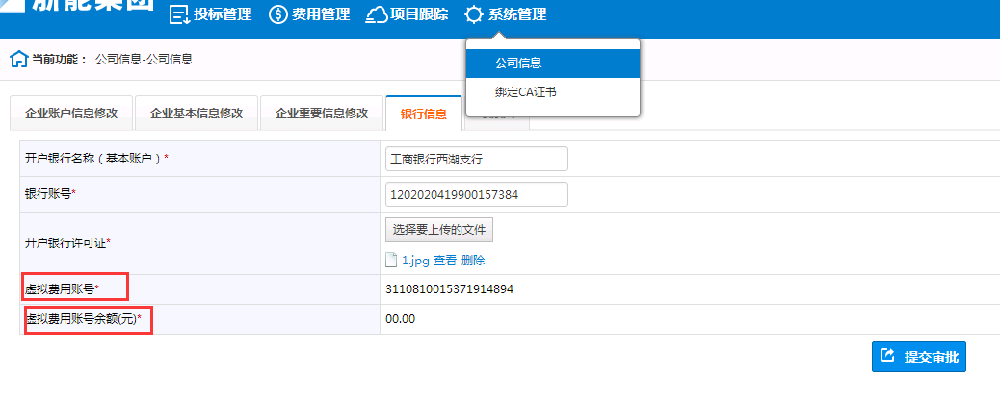 浙能集团
投标管理 费用管理 项目跟踪 系统管理
当前功能： 公司信息-公司信息
公司信息
绑定CA证书
企业账户信息修改 企业基本信息修改 企业重要信息修改 银行信息
开户银行名称（基本账户）* 工商银行西湖支行
银行账号* 1202020419900157384
开户银行许可证* 选择要上传的文件
1.jpg 查看 删除
虚拟费用账号* 3110810015371914894
虚拟费用账号余额(元)* 00.00
提交审批